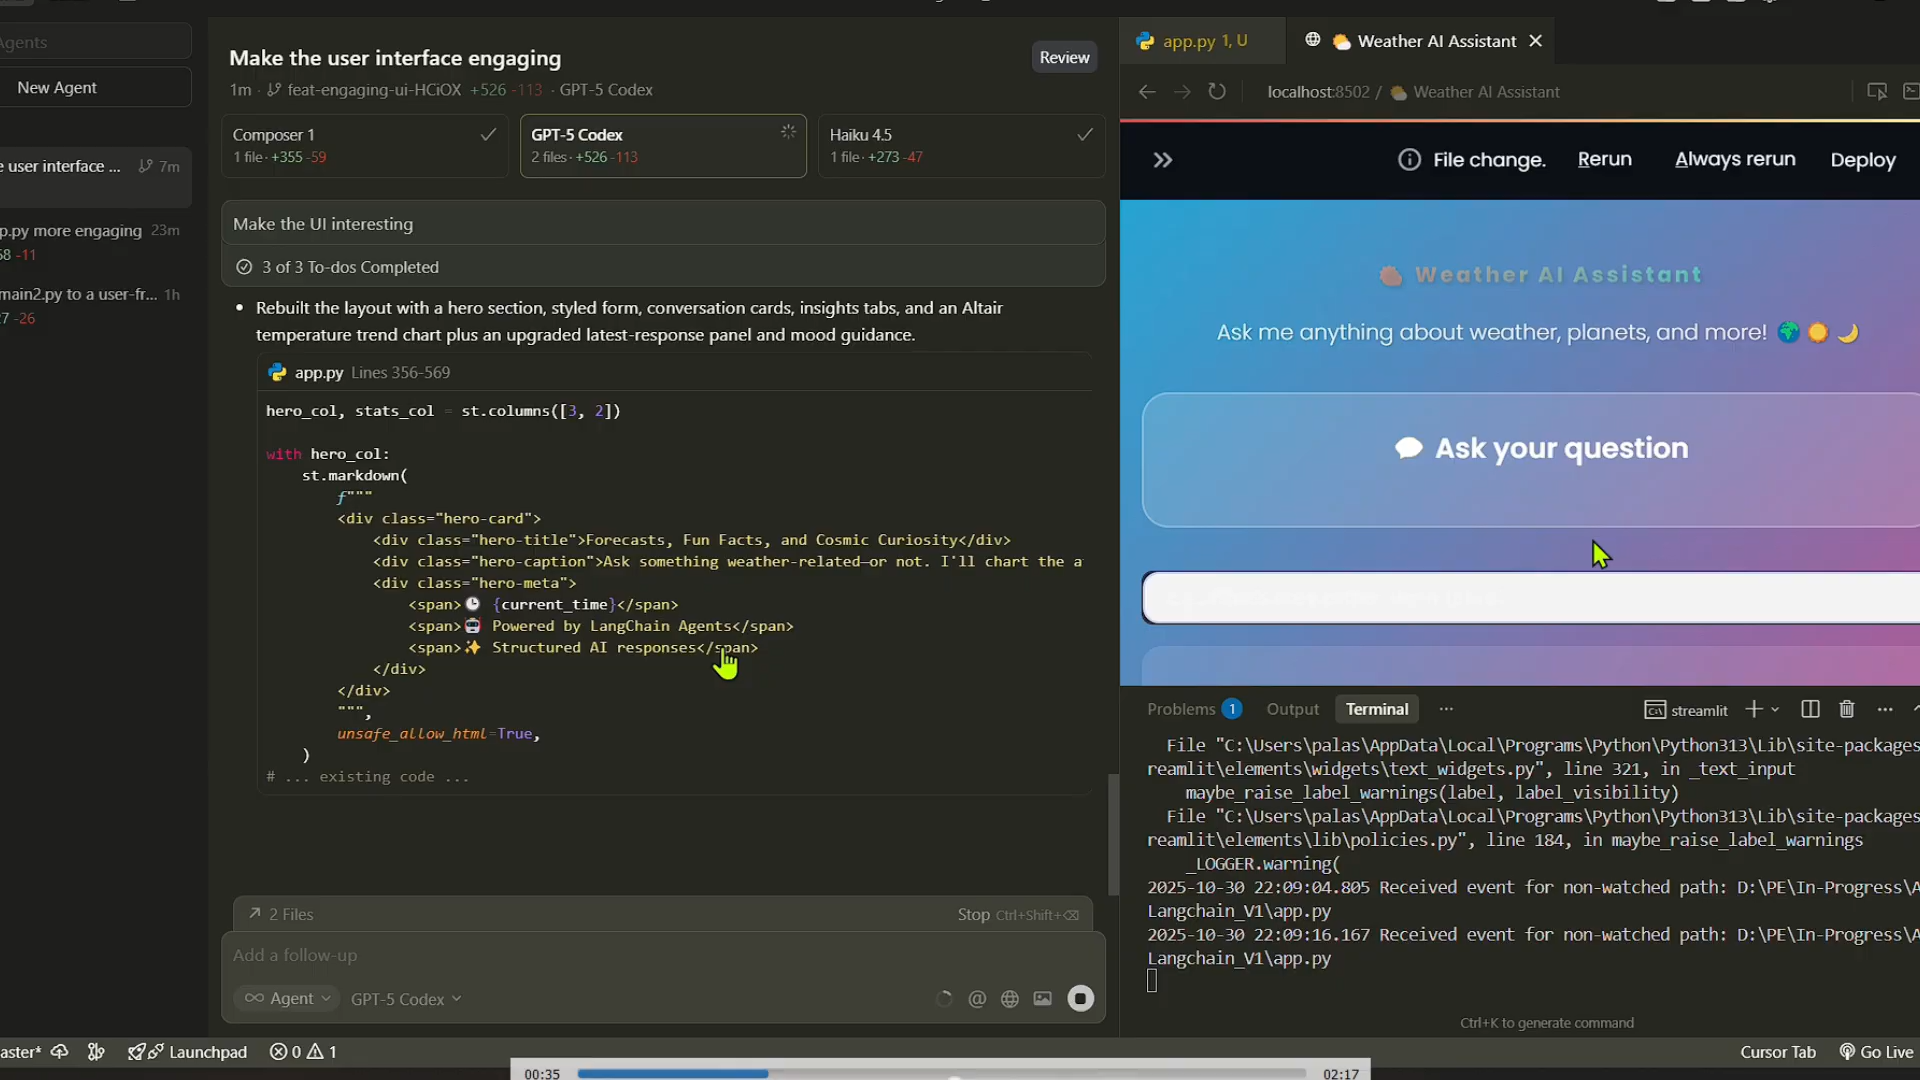 Agents
New Agent
e user interface ... 7m
p.py more engaging 23m
58 -11
main2.py to a user-fr... 1h
7 -26
Make the user interface engaging
Review
1m · feat-engaging-ui-HCiOX +526 -113 · GPT-5 Codex
Composer 1
1 file · +355 -59
GPT-5 Codex
2 files · +526 -113
Haiku 4.5
1 file · +273 -47
Make the UI interesting
3 of 3 To-dos Completed
• Rebuilt the layout with a hero section, styled form, conversation cards, insights tabs, and an Altair
temperature trend chart plus an upgraded latest-response panel and mood guidance.
app.py Lines 356-569
hero_col, stats_col = st.columns([3, 2])
with hero_col:
st.markdown(
f"""
<div class="hero-card">
<div class="hero-title">Forecasts, Fun Facts, and Cosmic Curiosity</div>
<div class="hero-caption">Ask something weather-related—or not. I'll chart the a
<div class="hero-meta">
<span>🕒 {current_time}</span>
<span>🤖 Powered by LangChain Agents</span>
<span>✨ Structured AI responses</span>
</div>
</div>
""",
unsafe_allow_html=True,
)
# ... existing code ...
2 Files
Stop Ctrl+Shift+⌫
Add a follow-up
∞ Agent
GPT-5 Codex
app.py 1, U
Weather AI Assistant
localhost:8502 / Weather AI Assistant
File change. Rerun Always rerun Deploy
Weather AI Assistant
Ask me anything about weather, planets, and more! 🌍 ☀️ 🌙
💬 Ask your question
Problems 1 Output Terminal ...
streamlit
File "C:\Users\palas\AppData\Local\Programs\Python\Python313\Lib\site-packages
reamlit\elements\widgets\text_widgets.py", line 321, in _text_input
maybe_raise_label_warnings(label, label_visibility)
File "C:\Users\palas\AppData\Local\Programs\Python\Python313\Lib\site-packages
reamlit\elements\lib\policies.py", line 184, in maybe_raise_label_warnings
_LOGGER.warning(
2025-10-30 22:09:04.805 Received event for non-watched path: D:\PE\In-Progress\A
Langchain_V1\app.py
2025-10-30 22:09:16.167 Received event for non-watched path: D:\PE\In-Progress\A
Langchain_V1\app.py
Ctrl+K to generate command
aster* Launchpad 0 1
Cursor Tab Go Live
00:35
02:17